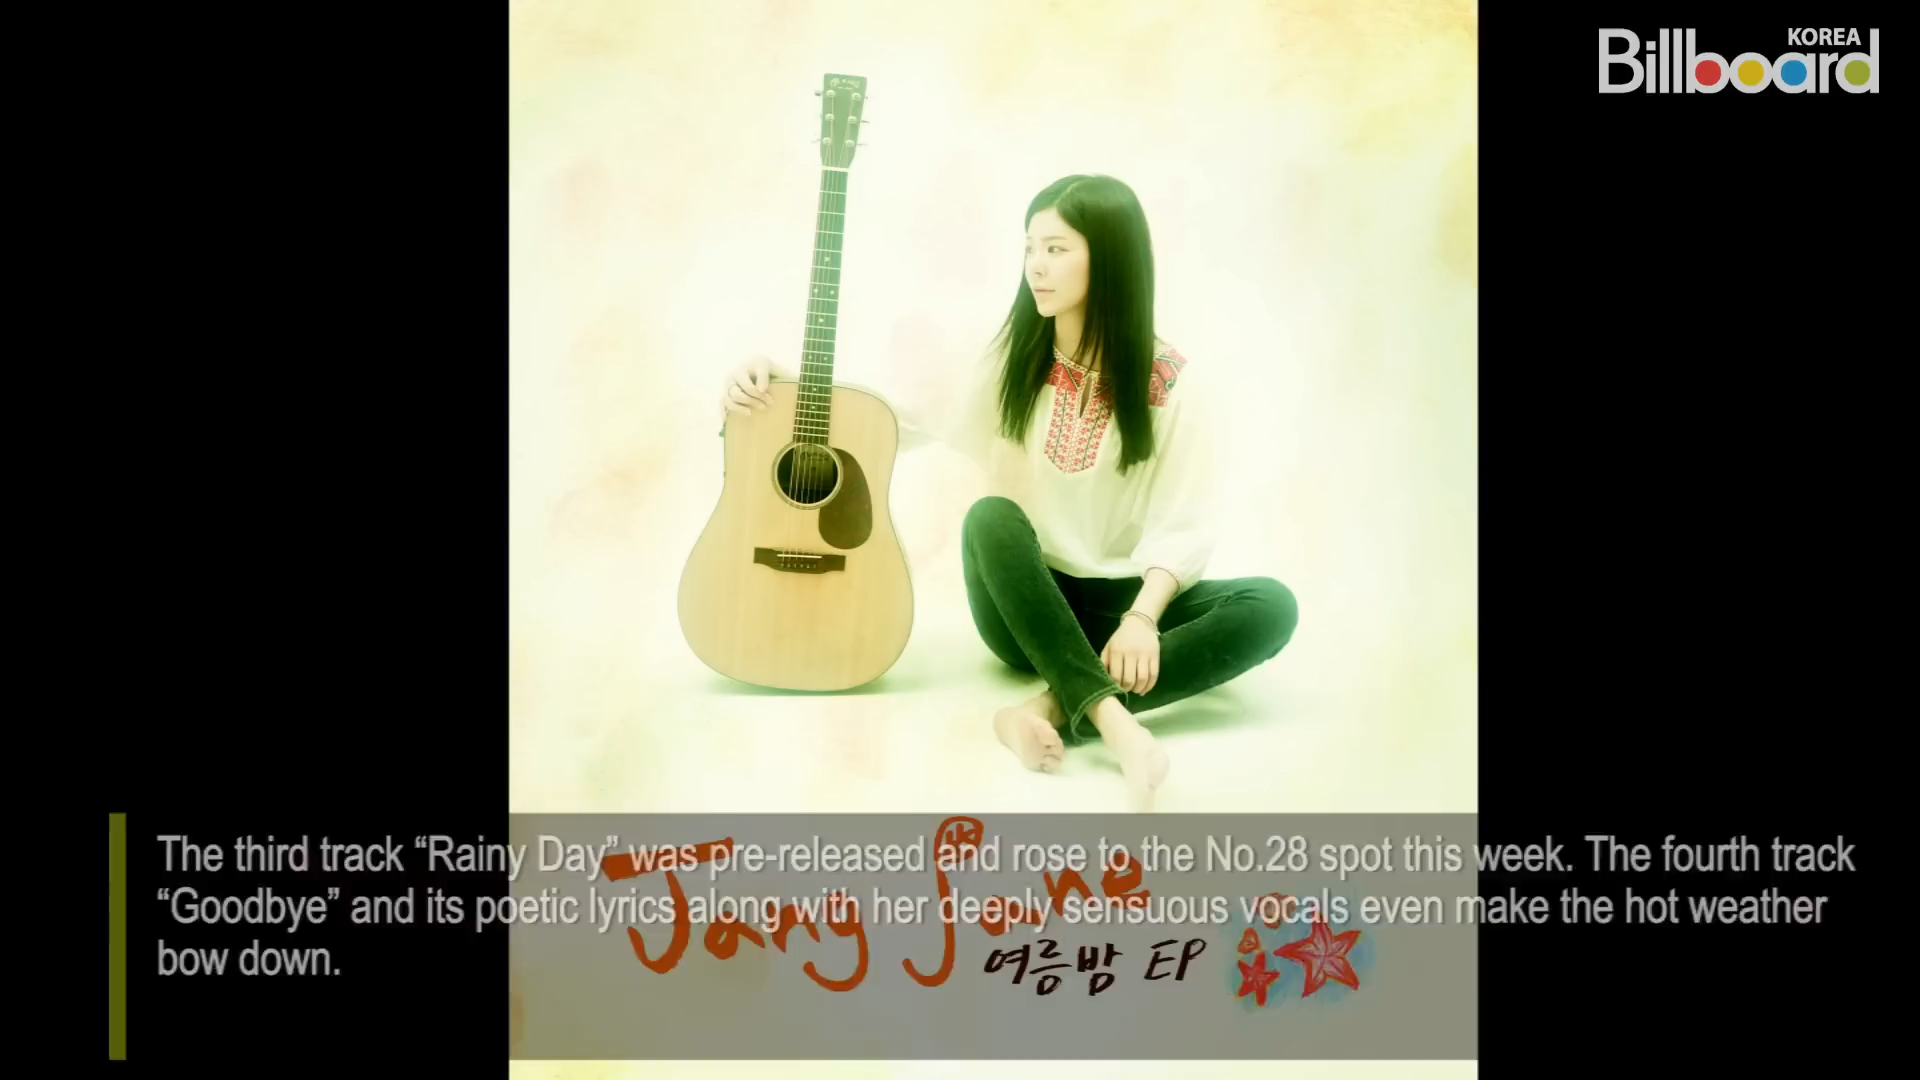 Billboard KOREA
The third track “Rainy Day” was pre-released and rose to the No.28 spot this week. The fourth track
“Goodbye” and its poetic lyrics along with her deeply sensuous vocals even make the hot weather
bow down.
Jang Jane
여름밤 EP